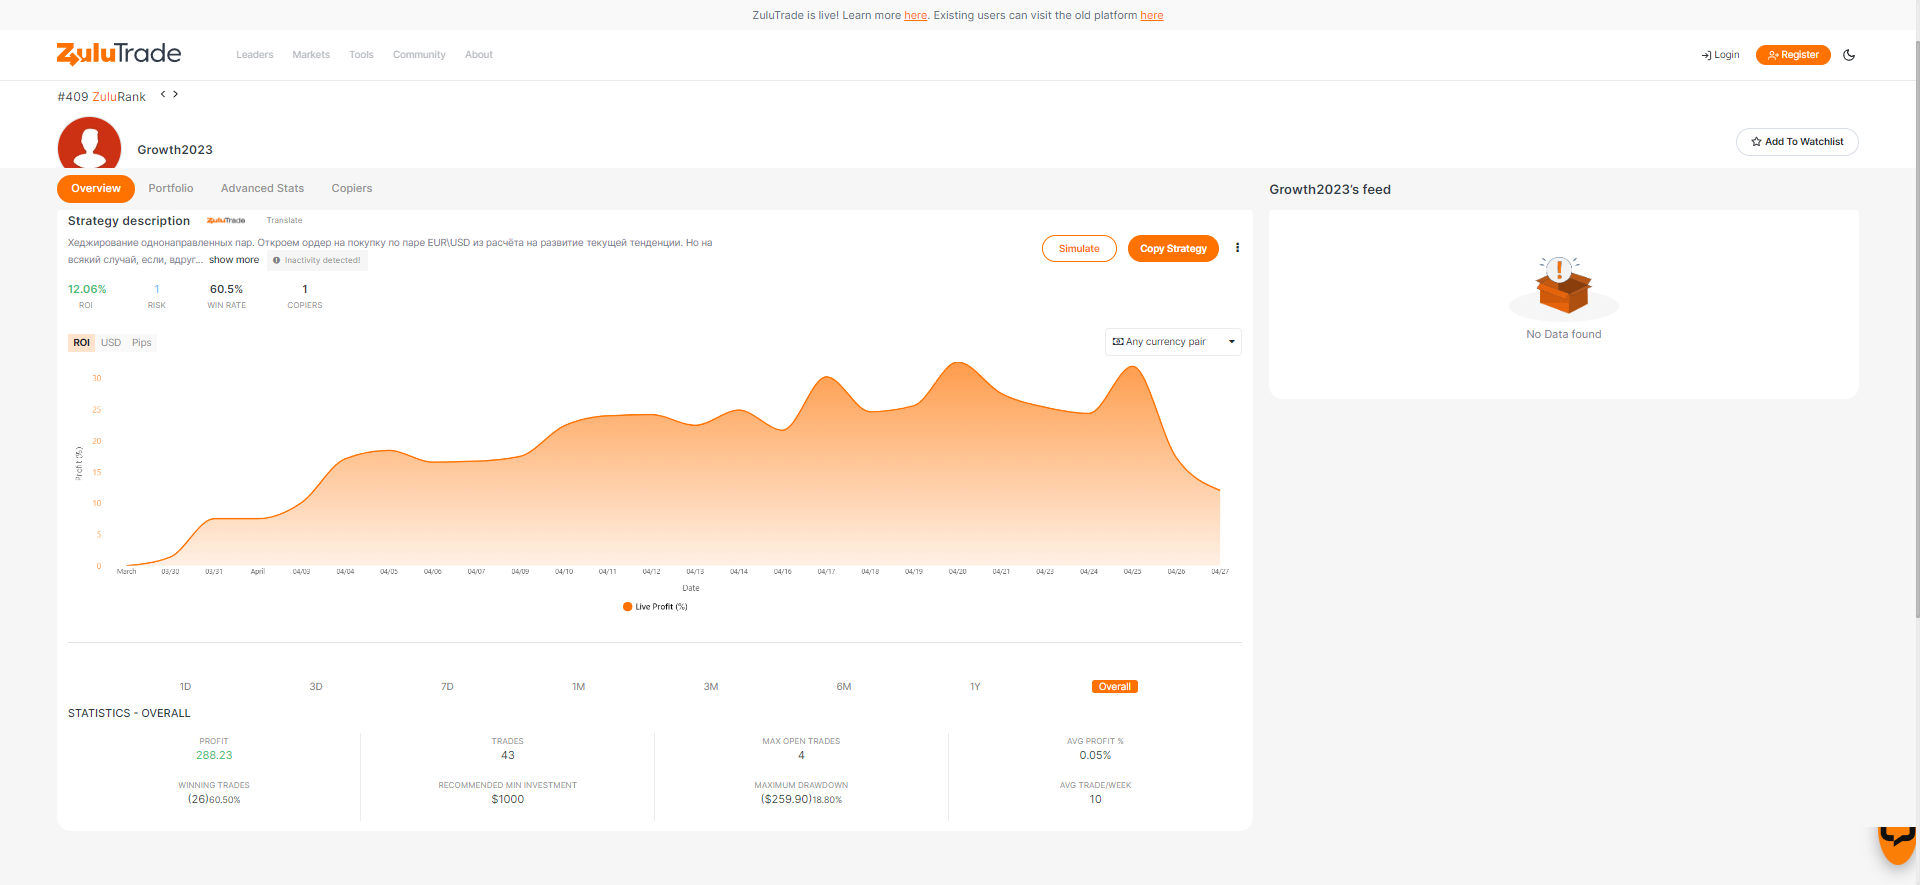 ZuluTrade is live! Learn more here. Existing users can visit the old platform here
ZuluTrade
Leaders Markets Tools Community About
Login Register
#409 ZuluRank
Growth2023
Add To Watchlist
Overview Portfolio Advanced Stats Copiers
Growth2023's feed
Strategy description ZuluTrade Translate
Хеджирование однонаправленных пар. Откроем ордер на покупку по паре EUR\USD из расчёта на развитие текущей тенденции. Но на
всякий случай, если, вдруг... show more Inactivity detected!
Simulate Copy Strategy
12.06% 1 60.5% 1
ROI RISK WIN RATE COPIERS
No Data found
ROI USD Pips
Any currency pair
30
25
20
15
10
5
0
Profit (%)
March 03/30 03/31 April 04/03 04/04 04/05 04/06 04/07 04/09 04/10 04/11 04/12 04/13 04/14 04/16 04/17 04/18 04/19 04/20 04/21 04/23 04/24 04/25 04/26 04/27
Date
Live Profit (%)
1D 3D 7D 1M 3M 6M 1Y Overall
STATISTICS - OVERALL
PROFIT TRADES MAX OPEN TRADES AVG PROFIT %
288.23 43 4 0.05%
WINNING TRADES RECOMMENDED MIN INVESTMENT MAXIMUM DRAWDOWN AVG TRADE/WEEK
(26)60.50% $1000 ($259.90)18.80% 10